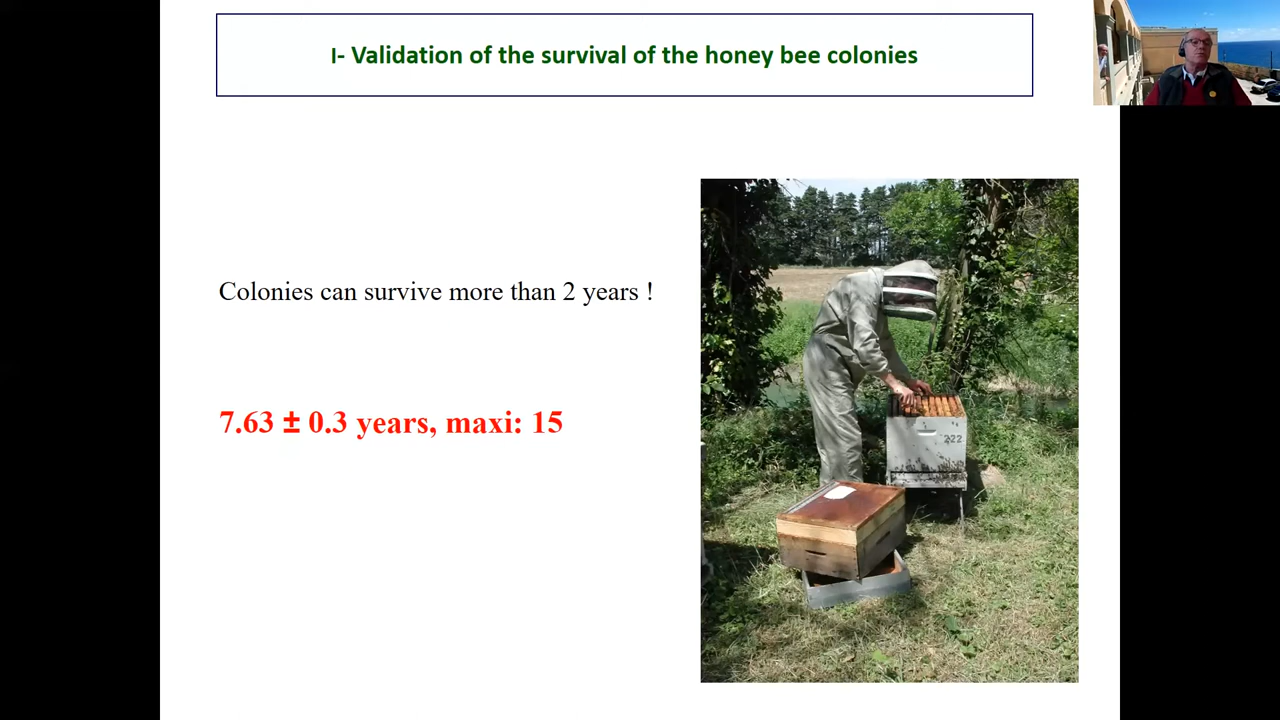 I- Validation of the survival of the honey bee colonies
Colonies can survive more than 2 years !
7.63 ± 0.3 years, maxi: 15
222